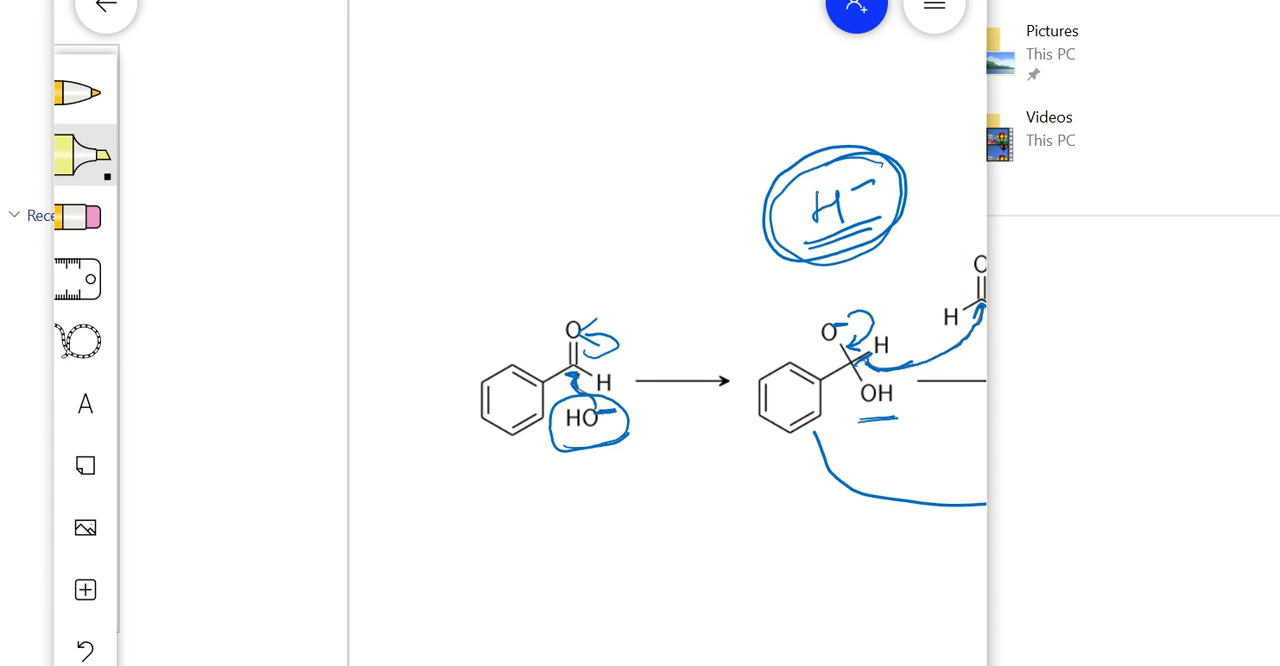 Pictures
This PC
Videos
This PC
Rece
H⁻
O
H
O
H
HO⁻
O⁻
H
OH
A